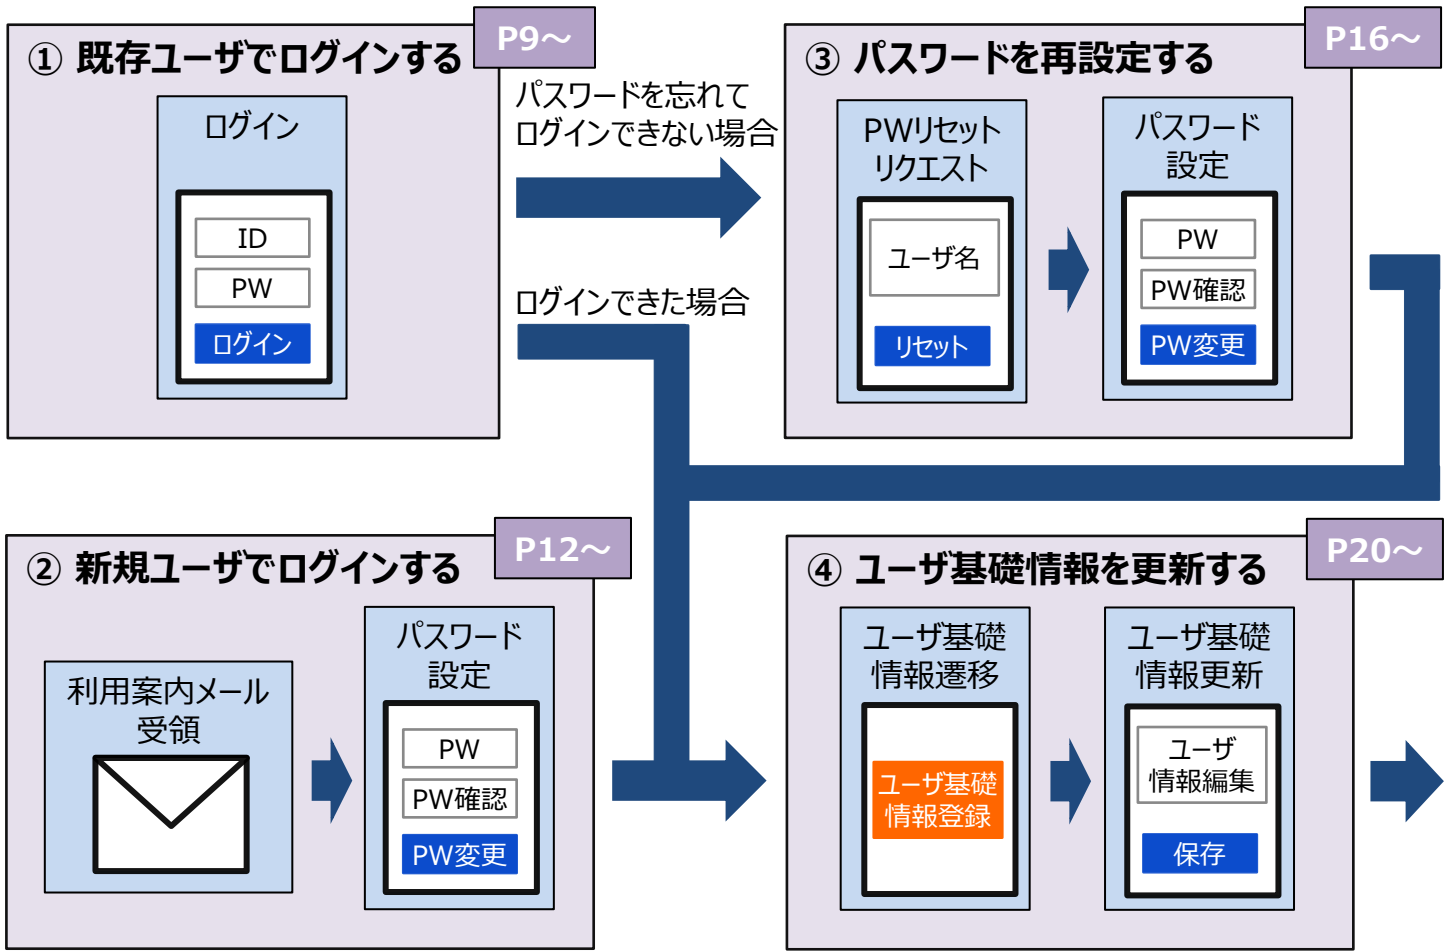 ① 既存ユーザでログインする
P9～
ログイン
ID
PW
ログイン
パスワードを忘れて
ログインできない場合
ログインできた場合
③ パスワードを再設定する
P16～
PWリセット
リクエスト
ユーザ名
リセット
パスワード
設定
PW
PW確認
PW変更
② 新規ユーザでログインする
P12～
利用案内メール
受領
パスワード
設定
PW
PW確認
PW変更
④ ユーザ基礎情報を更新する
P20～
ユーザ基礎
情報遷移
ユーザ基礎
情報登録
ユーザ基礎
情報更新
ユーザ
情報編集
保存